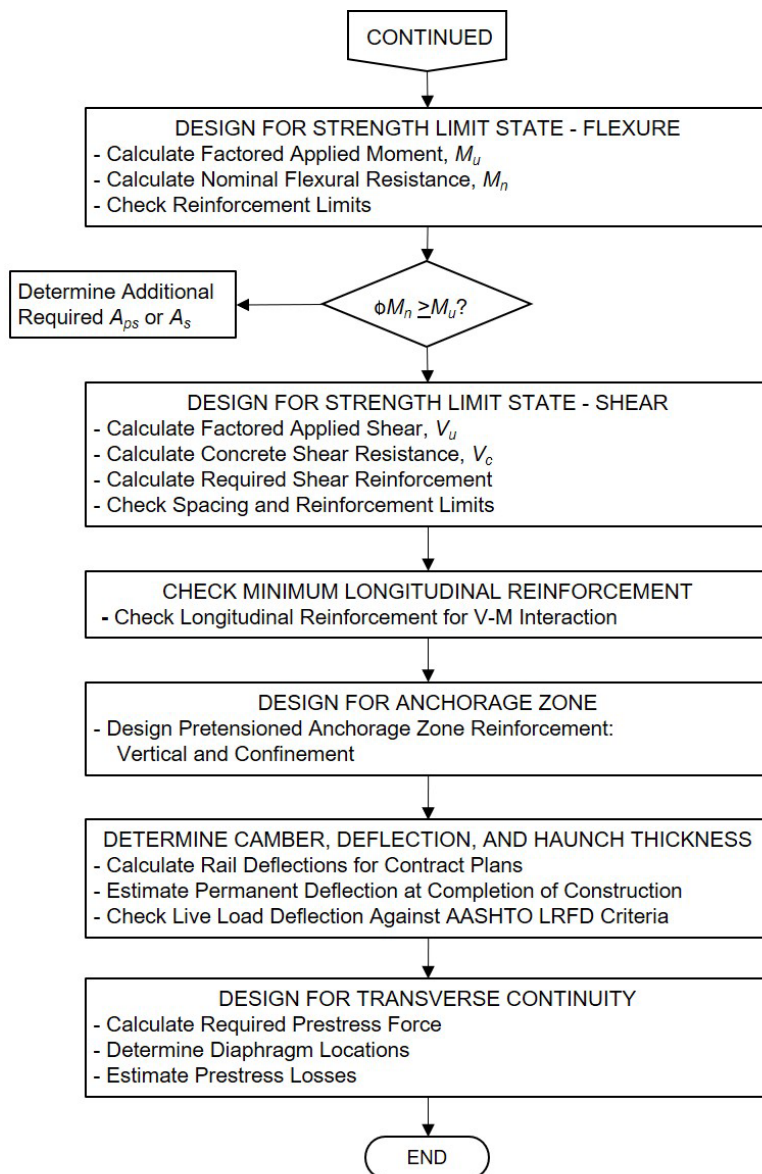 CONTINUED
DESIGN FOR STRENGTH LIMIT STATE - FLEXURE
- Calculate Factored Applied Moment, Mu
- Calculate Nominal Flexural Resistance, Mn
- Check Reinforcement Limits
Determine Additional
Required Aps or As
ϕMn ≥Mu?
DESIGN FOR STRENGTH LIMIT STATE - SHEAR
- Calculate Factored Applied Shear, Vu
- Calculate Concrete Shear Resistance, Vc
- Calculate Required Shear Reinforcement
- Check Spacing and Reinforcement Limits
CHECK MINIMUM LONGITUDINAL REINFORCEMENT
- Check Longitudinal Reinforcement for V-M Interaction
DESIGN FOR ANCHORAGE ZONE
- Design Pretensioned Anchorage Zone Reinforcement:
Vertical and Confinement
DETERMINE CAMBER, DEFLECTION, AND HAUNCH THICKNESS
- Calculate Rail Deflections for Contract Plans
- Estimate Permanent Deflection at Completion of Construction
- Check Live Load Deflection Against AASHTO LRFD Criteria
DESIGN FOR TRANSVERSE CONTINUITY
- Calculate Required Prestress Force
- Determine Diaphragm Locations
- Estimate Prestress Losses
END